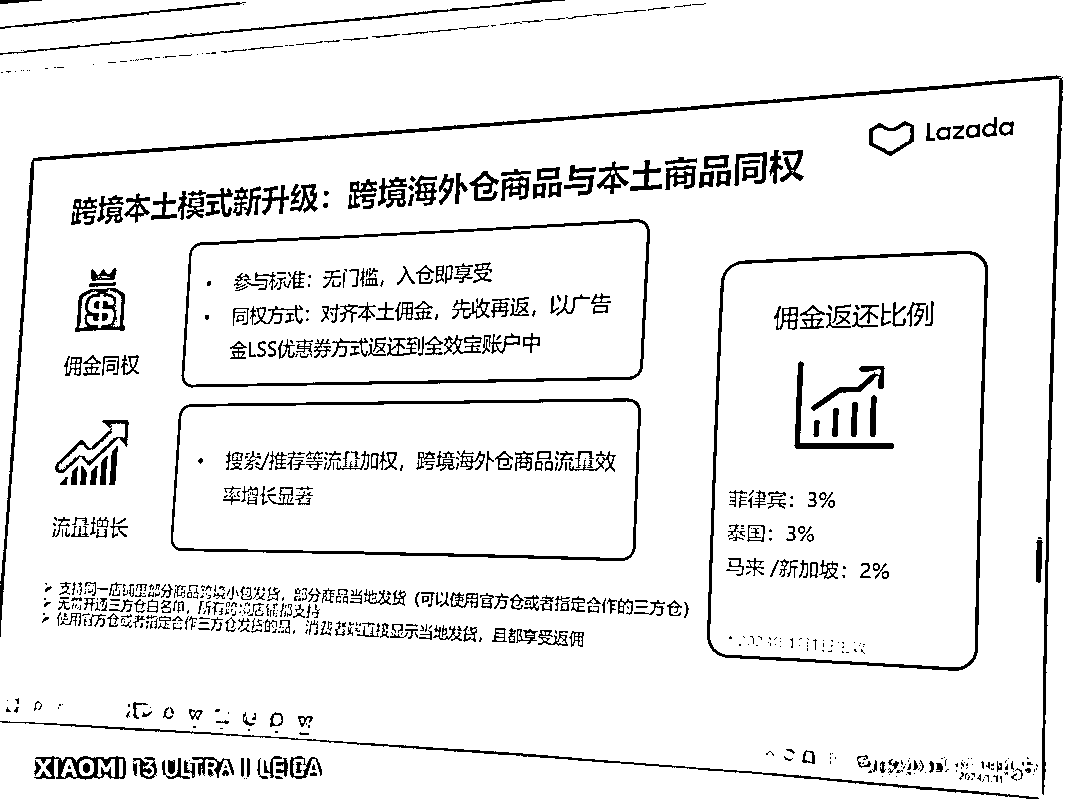 Lazada
跨境本土模式新升级：跨境海外仓商品与本土商品同权
佣金同权
• 参与标准：无门槛，入仓即享受
• 同权方式：对齐本土佣金，先收再返，以广告
金LSS优惠券方式返还到全效宝账户中
流量增长
• 搜索/推荐等流量加权，跨境海外仓商品流量效
率增长显著
佣金返还比例
菲律宾：3%
泰国：3%
马来/新加坡：2%
➢ 支持同一店铺里部分商品跨境小包发货，部分商品当地发货（可以使用官方仓或者指定合作的三方仓）
➢ 无需开通三方仓白名单，所有跨境店铺都支持
➢ 使用官方仓或者指定合作三方仓发货的品，消费者端直接显示当地发货，且都享受返佣
XIAOMI 13 ULTRA | LEICA